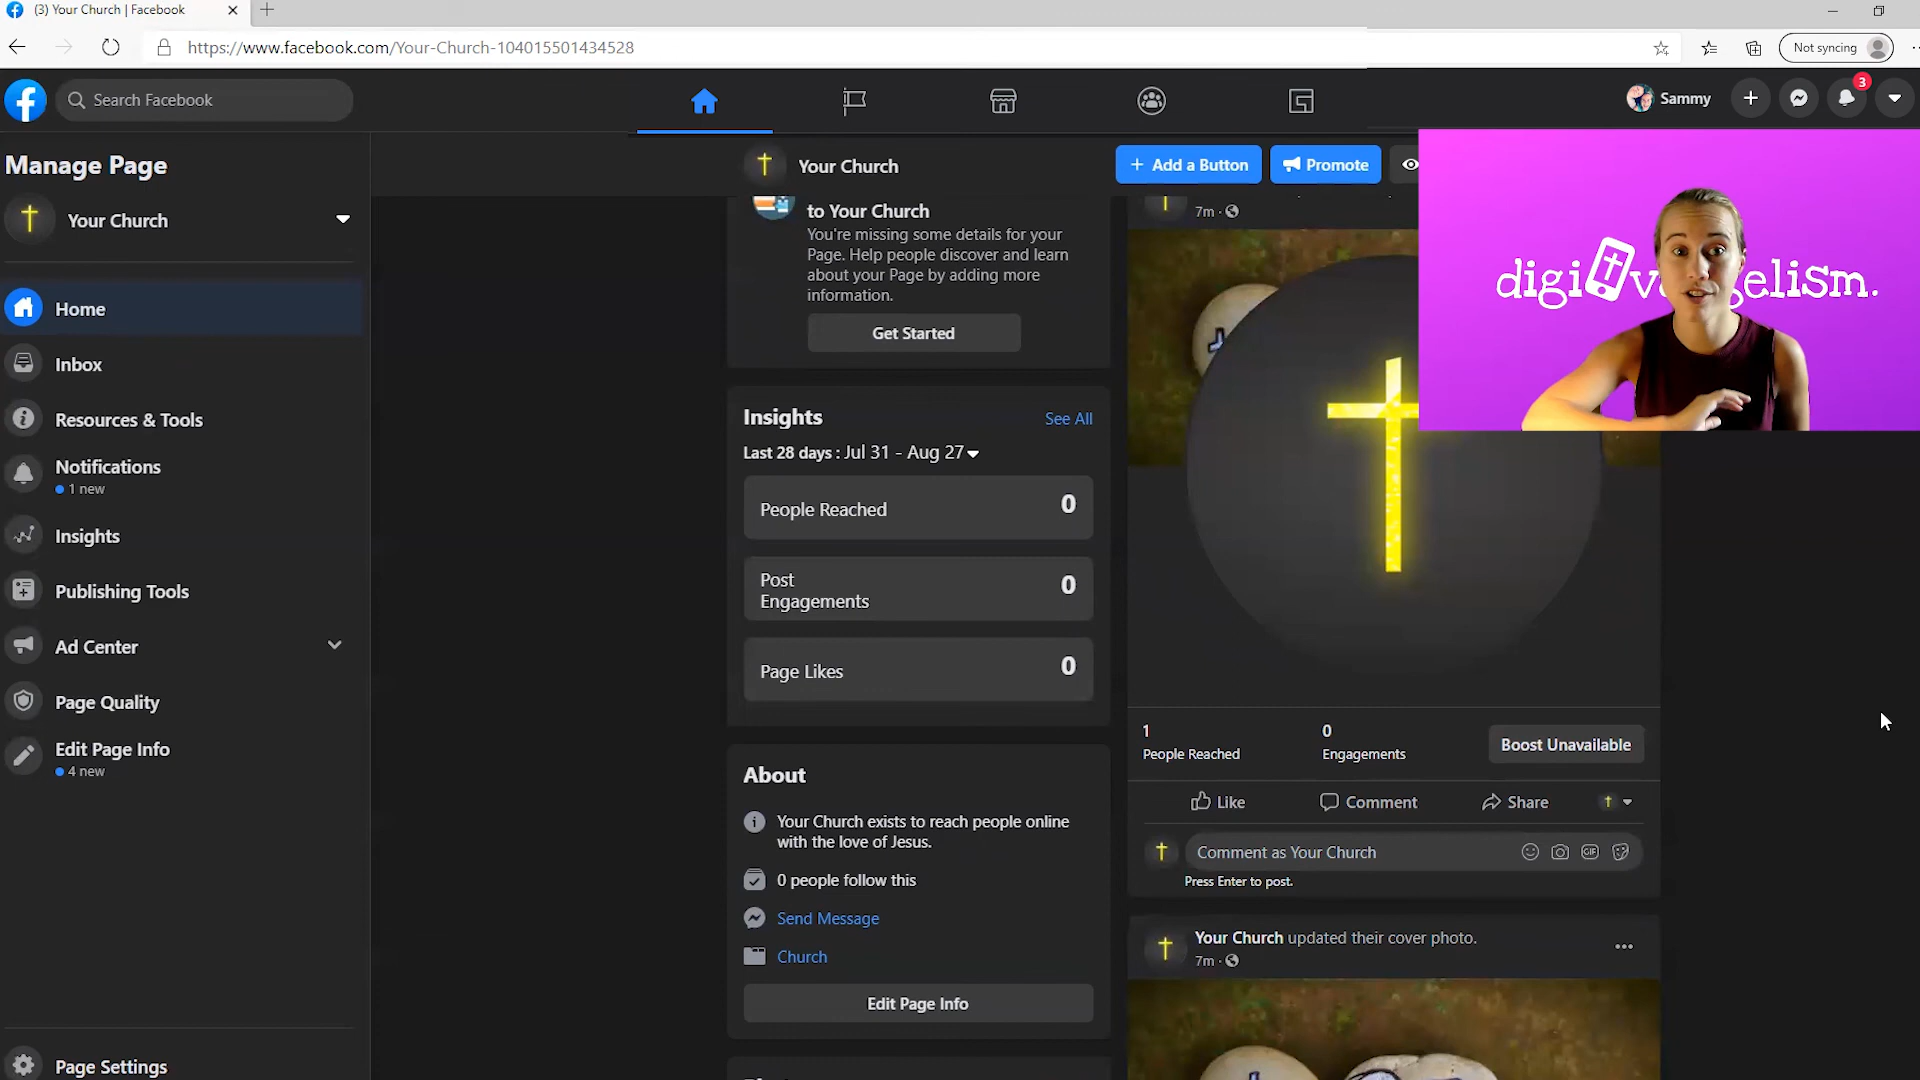 (3) Your Church | Facebook
https://www.facebook.com/Your-Church-104015501434528
Not syncing
Search Facebook
Sammy
3
Manage Page
Your Church
Home
Inbox
Resources & Tools
Notifications
1 new
Insights
Publishing Tools
Ad Center
Page Quality
Edit Page Info
4 new
Page Settings
Your Church
+ Add a Button
Promote
to Your Church
You're missing some details for your
Page. Help people discover and learn
about your Page by adding more
information.
Get Started
Insights
See All
Last 28 days : Jul 31 - Aug 27
People Reached
0
Post
Engagements
0
Page Likes
0
About
Your Church exists to reach people online
with the love of Jesus.
0 people follow this
Send Message
Church
Edit Page Info
7m ·
1
People Reached
0
Engagements
Boost Unavailable
Like
Comment
Share
Comment as Your Church
GIF
Press Enter to post.
Your Church updated their cover photo.
7m ·
digi v gelism.